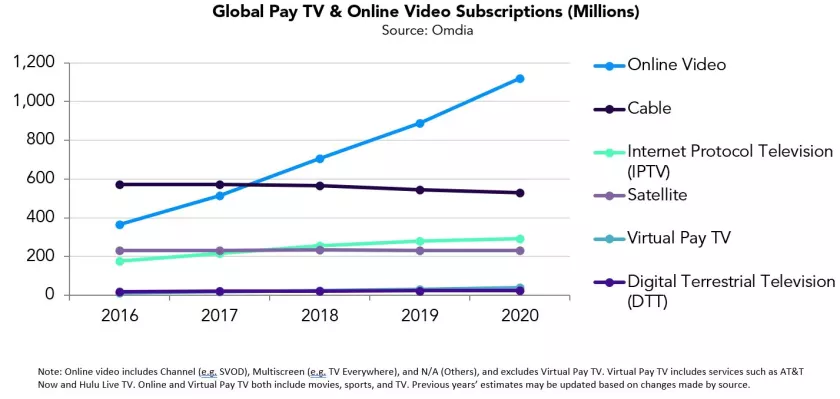 Global Pay TV & Online Video Subscriptions (Millions)
Source: Omdia
1,200
1,000
800
600
400
200
0
2016 2017 2018 2019 2020
Online Video
Cable
Internet Protocol Television
(IPTV)
Satellite
Virtual Pay TV
Digital Terrestrial Television
(DTT)
Note: Online video includes Channel (e.g. SVOD), Multiscreen (e.g. TV Everywhere), and N/A (Others), and excludes Virtual Pay TV. Virtual Pay TV includes services such as AT&T
Now and Hulu Live TV. Online and Virtual Pay TV both include movies, sports, and TV. Previous years’ estimates may be updated based on changes made by source.